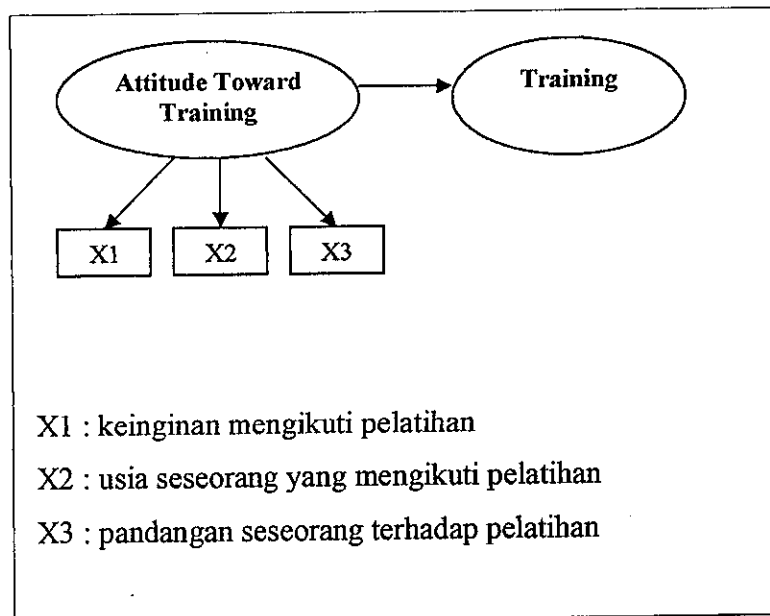 Attitude Toward
Training
Training
X1
X2
X3
X1 : keinginan mengikuti pelatihan
X2 : usia seseorang yang mengikuti pelatihan
X3 : pandangan seseorang terhadap pelatihan